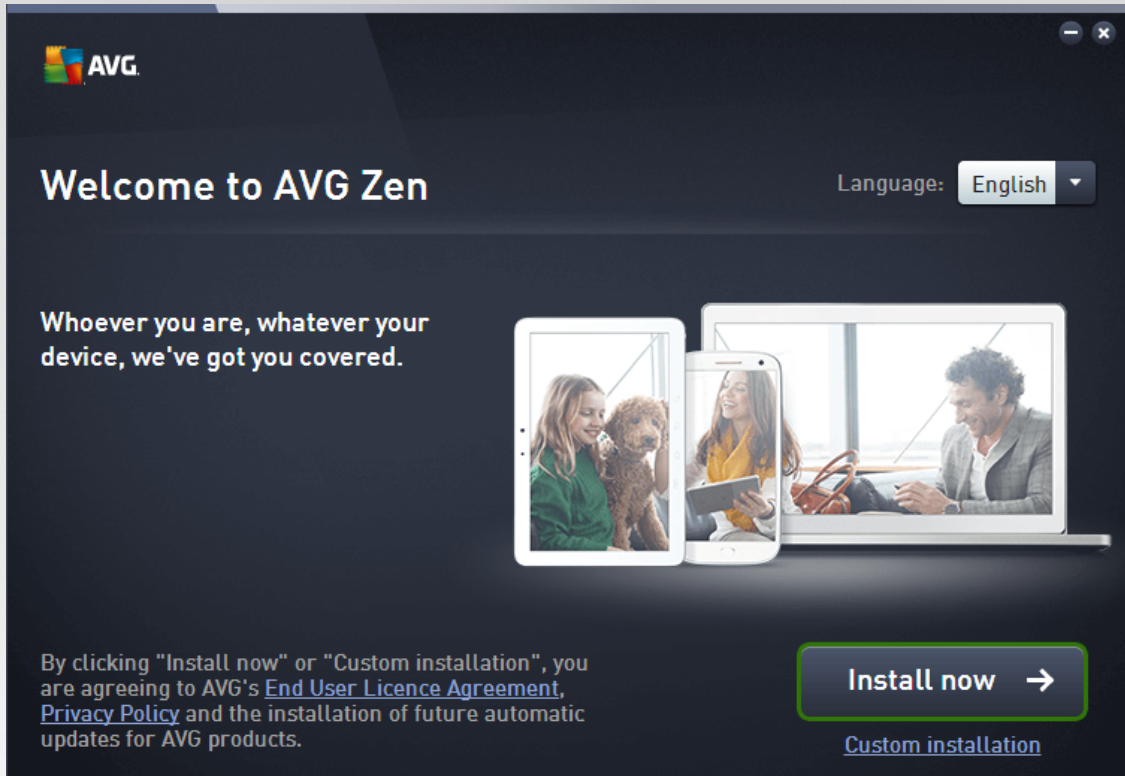 AVG.
Welcome to AVG Zen
Language: English
Whoever you are, whatever your
device, we've got you covered.
By clicking "Install now" or "Custom installation", you
are agreeing to AVG's End User Licence Agreement,
Privacy Policy and the installation of future automatic
updates for AVG products.
Install now →
Custom installation